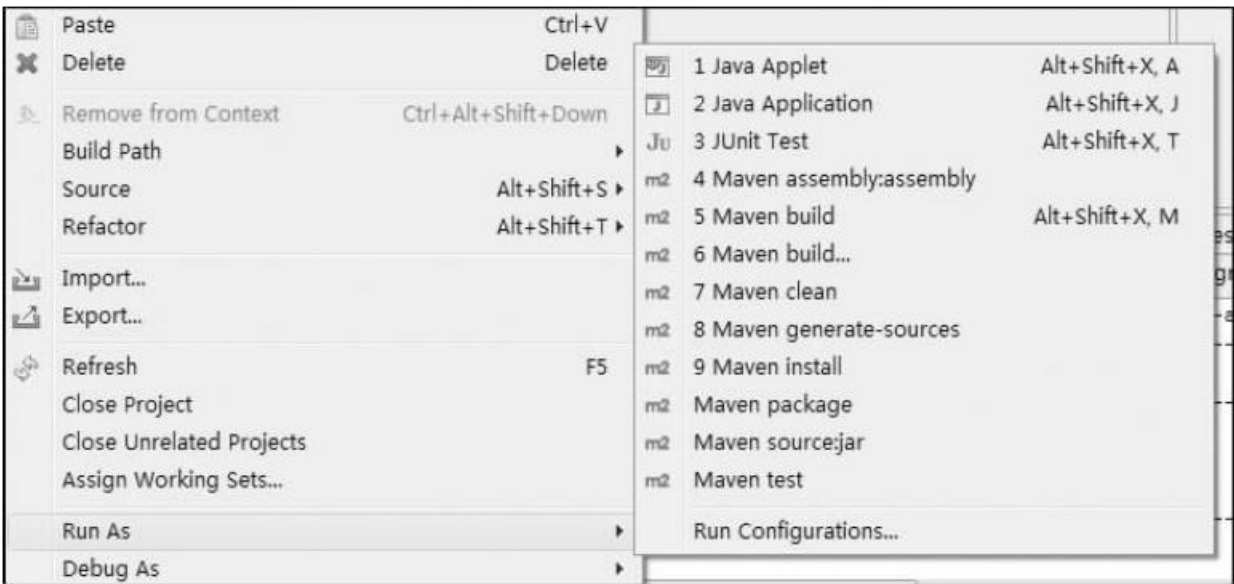 Paste Ctrl+V
Delete Delete
Remove from Context Ctrl+Alt+Shift+Down
Build Path
Source Alt+Shift+S
Refactor Alt+Shift+T
Import...
Export...
Refresh F5
Close Project
Close Unrelated Projects
Assign Working Sets...
Run As
Debug As
1 Java Applet Alt+Shift+X, A
2 Java Application Alt+Shift+X, J
Ju 3 JUnit Test Alt+Shift+X, T
m2 4 Maven assembly:assembly
m2 5 Maven build Alt+Shift+X, M
m2 6 Maven build...
m2 7 Maven clean
m2 8 Maven generate-sources
m2 9 Maven install
m2 Maven package
m2 Maven source:jar
m2 Maven test
Run Configurations...